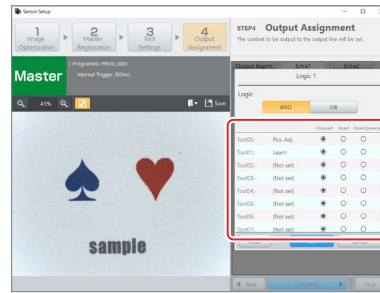 Sensor Setup
1
Image
Optimization
2
Master
Registration
3
Tool
Settings
4
Output
Assignment
STEP4 Output Assignment
The content to be output to the output line will be set.
Master
[ Program001 PROG_000]
Internal Trigger (00ms)
Output Asgmt.
Extra1
Extra2
Logic 1
Logic
AND
OR
43%
Save
Unused
Used
Used (Inverse
Tool00:
Pos. Adj.
Tool01:
Learn
Tool02:
(Not set)
Tool03:
(Not set)
Tool04:
(Not set)
Tool05:
(Not set)
Tool06:
(Not set)
Tool07:
(Not set)
sample
Back
Complete
Quit